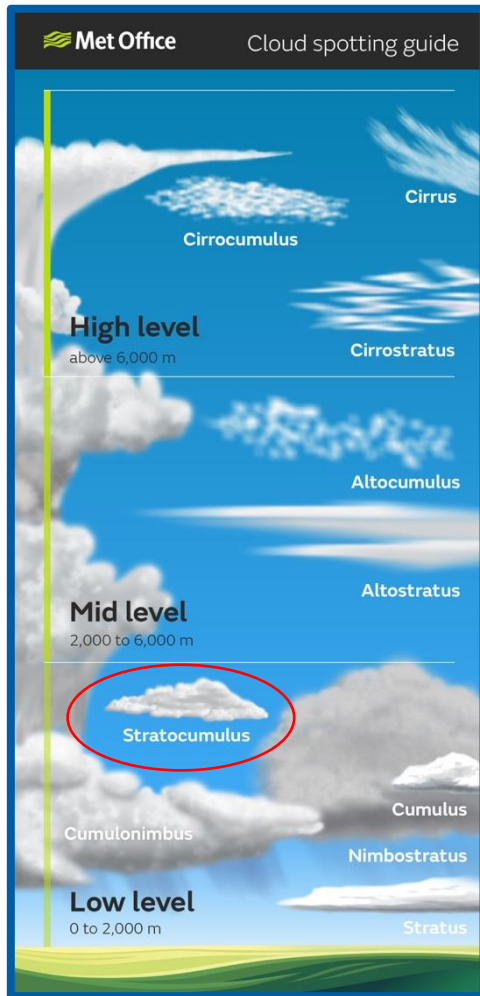 Met Office Cloud spotting guide
Cirrus
Cirrocumulus
High level
above 6,000 m
Cirrostratus
Altocumulus
Altostratus
Mid level
2,000 to 6,000 m
Stratocumulus
Cumulus
Cumulonimbus
Nimbostratus
Low level
0 to 2,000 m
Stratus